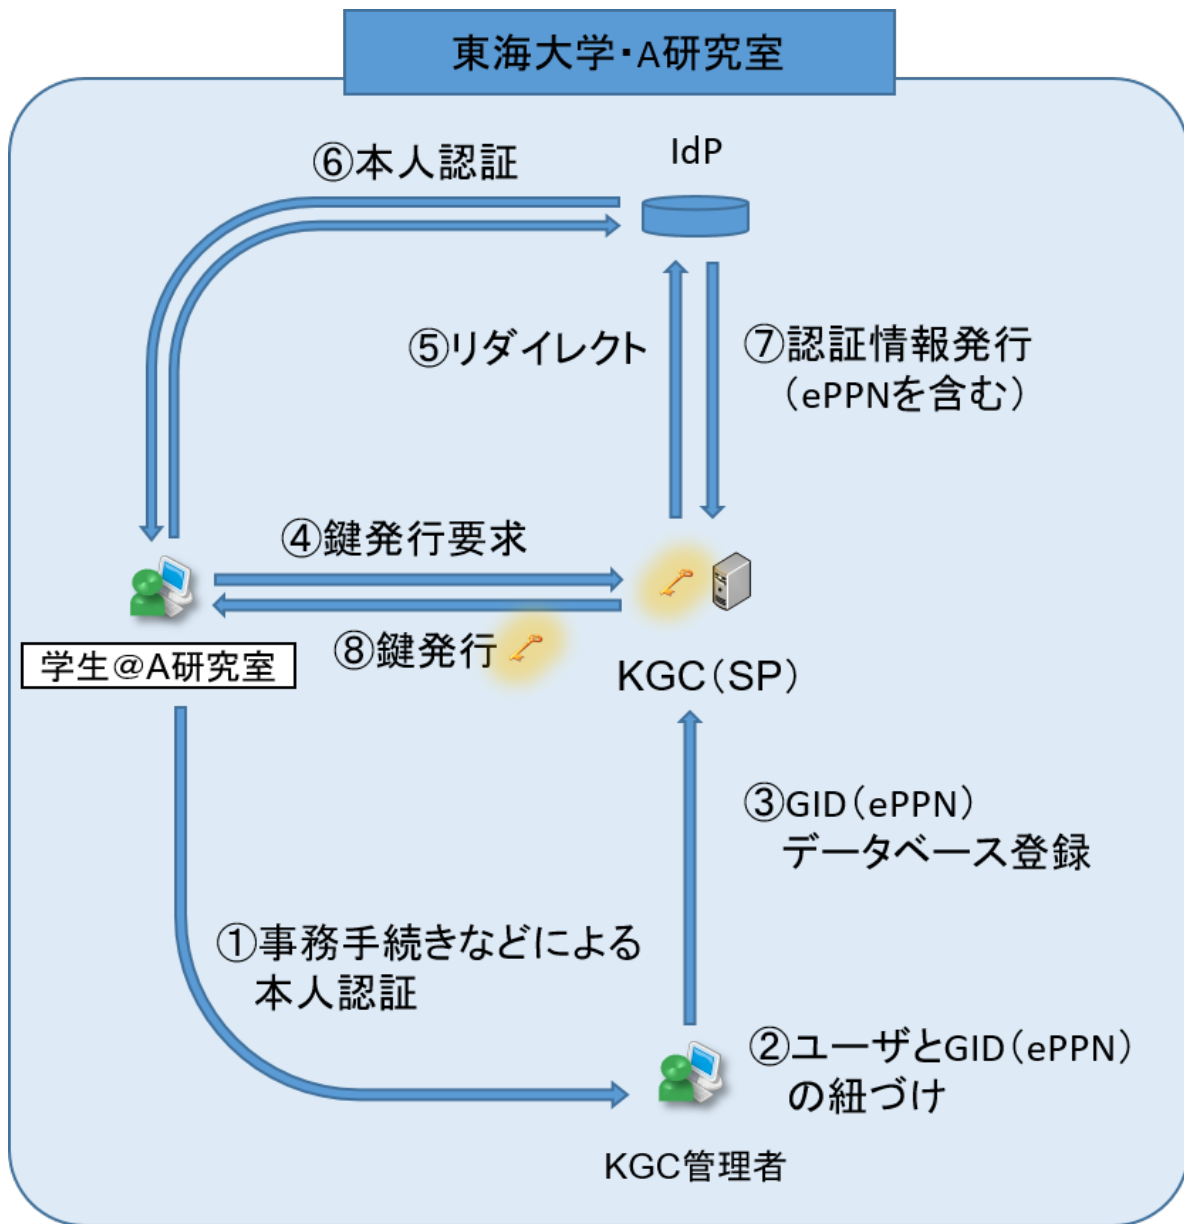 東海大学・A研究室
⑥本人認証
IdP
⑤リダイレクト
⑦認証情報発行
（ePPNを含む）
④鍵発行要求
⑧鍵発行
学生@A研究室
KGC（SP）
③GID（ePPN）
データベース登録
①事務手続きなどによる
本人認証
②ユーザとGID（ePPN）
の紐づけ
KGC管理者